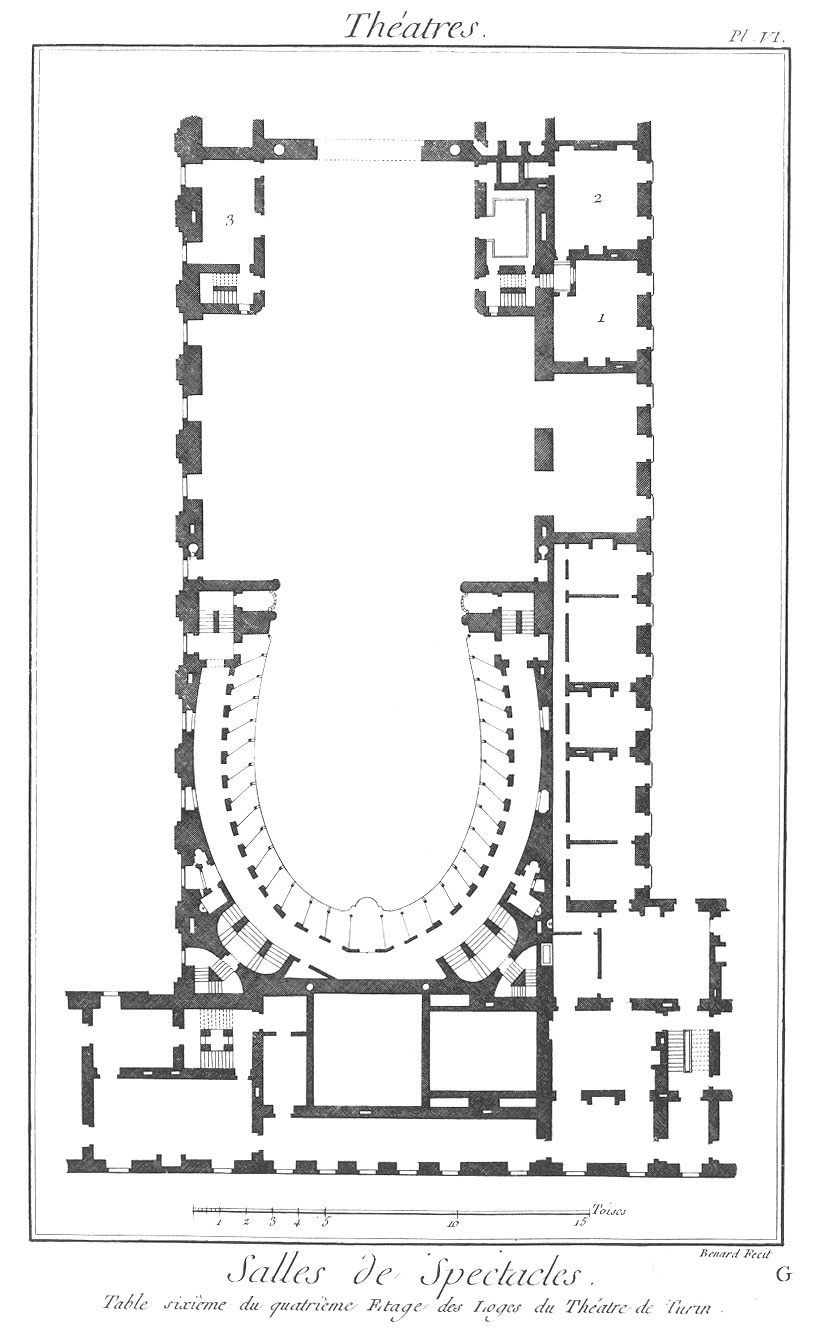 Théatres.
Pl. VI.
2
3
1
1 2 3 4 5 10 15 Toises
Benard Fecit
Salles de Spectacles.
G
Table sixième du quatrième Etage des Loges du Théatre de Turin.